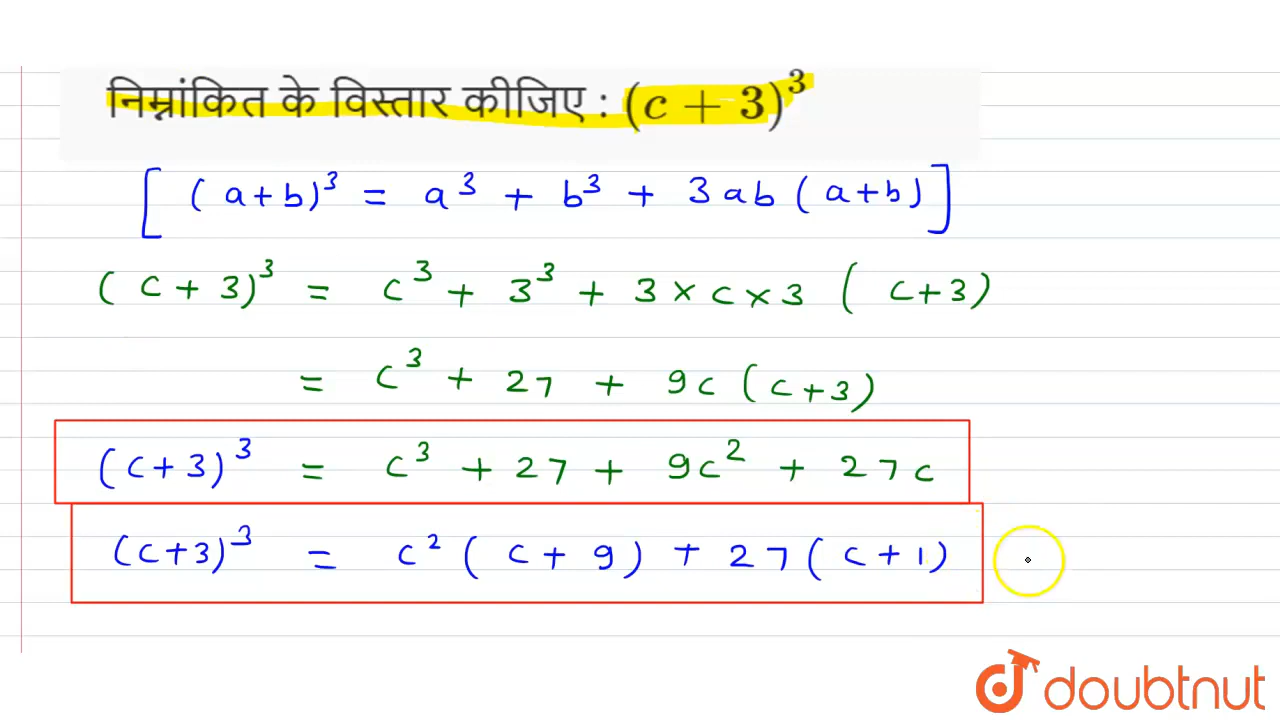 निम्नांकित के विस्तार कीजिए : (c + 3)³
[ (a+b)³ = a³ + b³ + 3ab (a+b) ]
(c+3)³ = c³ + 3³ + 3×c×3 (c+3)
= c³ + 27 + 9c (c+3)
(c+3)³ = c³ + 27 + 9c² + 27c
(c+3)³ = c² (c+9) + 27 (c+1)
doubtnut